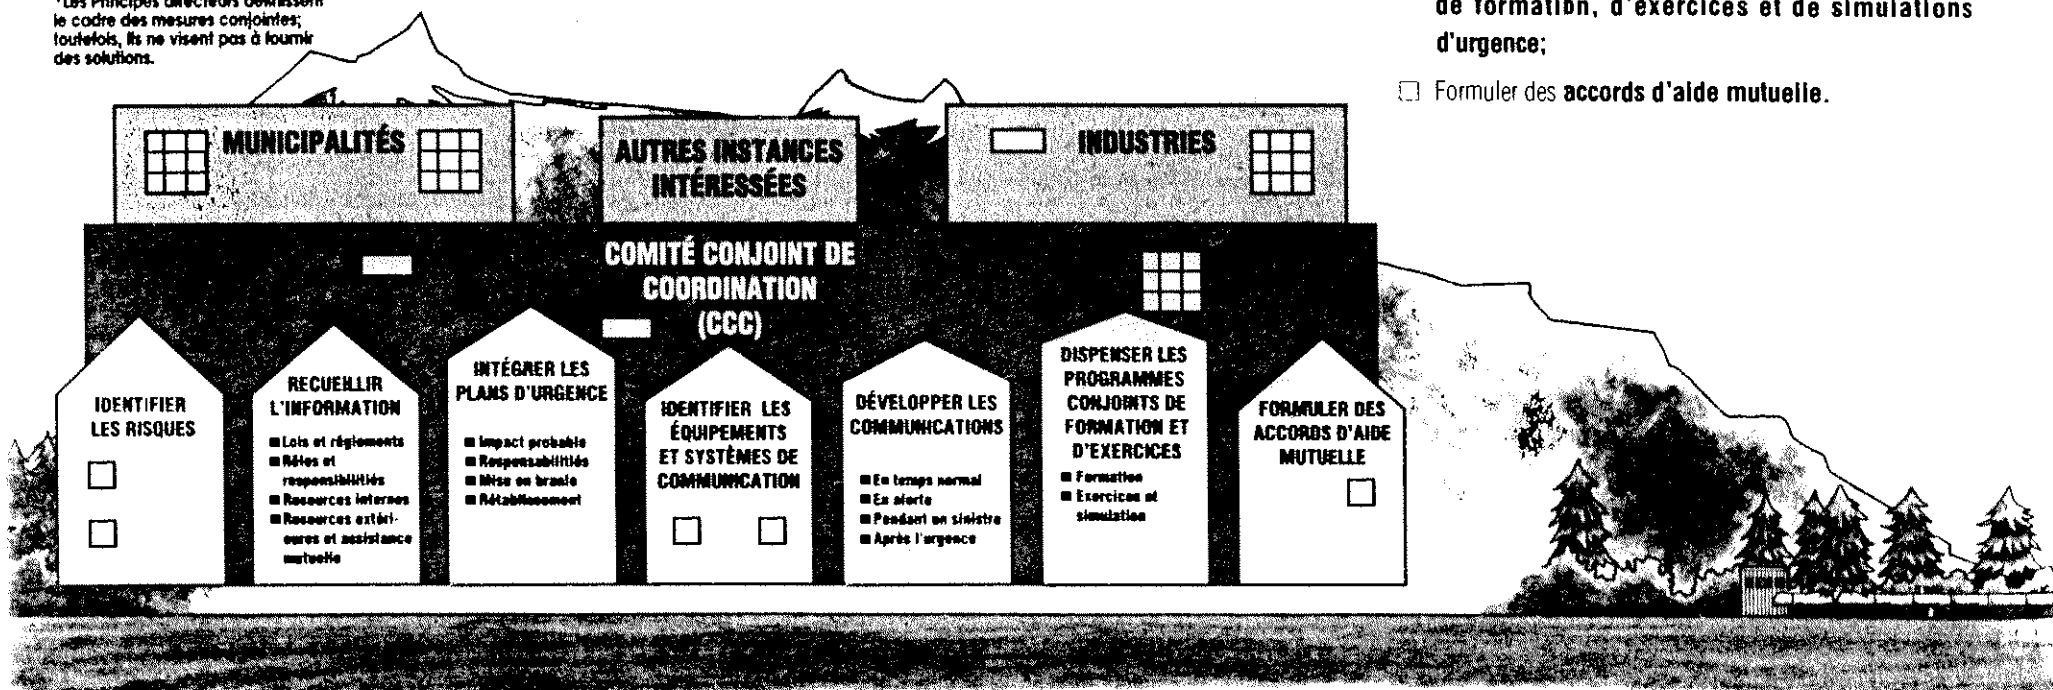 *Les Principes directeurs définissent
le cadre des mesures conjointes;
toutefois, ils ne visent pas à fournir
des solutions.
de formation, d'exercices et de simulations
d'urgence;
Formuler des accords d'aide mutuelle.
MUNICIPALITÉS
AUTRES INSTANCES
INTÉRESSÉES
INDUSTRIES
COMITÉ CONJOINT DE
COORDINATION
(CCC)
IDENTIFIER
LES RISQUES
RECUEILLIR
L'INFORMATION
■ Lois et réglements
■ Rôles et
responsibilitiés
■ Resources internes
■ Resources extéri-
eures et assistance
mutuelle
INTÉGRER LES
PLANS D'URGENCE
■ Impact probable
■ Responsabilitiés
■ Mise en branle
■ Rétablissement
IDENTIFIER LES
ÉQUIPEMENTS
ET SYSTÈMES DE
COMMUNICATION
DÉVELOPPER LES
COMMUNICATIONS
■ En temps normal
■ En alerte
■ Pendant un sinistre
■ Après l'urgence
DISPENSER LES
PROGRAMMES
CONJOINTS DE
FORMATION ET
D'EXERCICES
■ Formation
■ Exercices et
simulation
FORMULER DES
ACCORDS D'AIDE
MUTUELLE